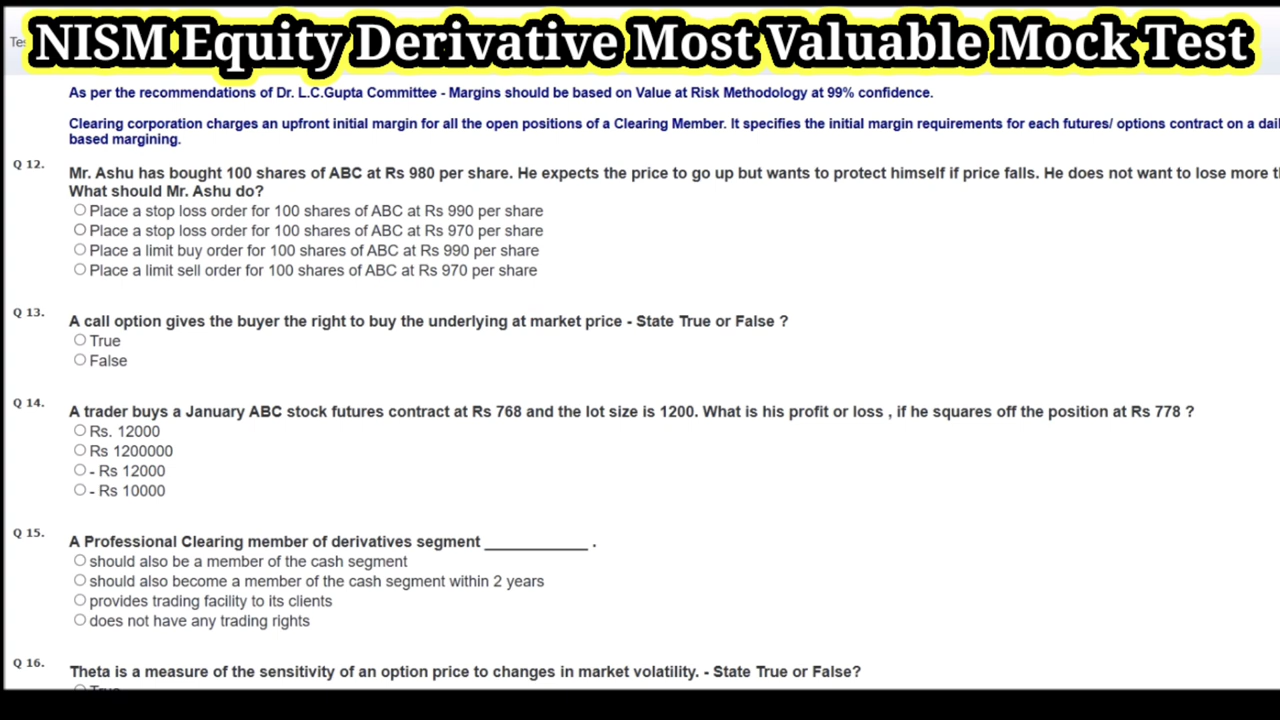 NISM Equity Derivative Most Valuable Mock Test
As per the recommendations of Dr. L.C.Gupta Committee - Margins should be based on Value at Risk Methodology at 99% confidence.
Clearing corporation charges an upfront initial margin for all the open positions of a Clearing Member. It specifies the initial margin requirements for each futures/ options contract on a
based margining.
Q 12.
Mr. Ashu has bought 100 shares of ABC at Rs 980 per share. He expects the price to go up but wants to protect himself if price falls. He does not want to lose more
What should Mr. Ashu do?
Place a stop loss order for 100 shares of ABC at Rs 990 per share
Place a stop loss order for 100 shares of ABC at Rs 970 per share
Place a limit buy order for 100 shares of ABC at Rs 990 per share
Place a limit sell order for 100 shares of ABC at Rs 970 per share
Q 13.
A call option gives the buyer the right to buy the underlying at market price - State True or False ?
True
False
Q 14.
A trader buys a January ABC stock futures contract at Rs 768 and the lot size is 1200. What is his profit or loss , if he squares off the position at Rs 778 ?
Rs. 12000
Rs 1200000
- Rs 12000
- Rs 10000
Q 15.
A Professional Clearing member of derivatives segment ____________ .
should also be a member of the cash segment
should also become a member of the cash segment within 2 years
provides trading facility to its clients
does not have any trading rights
Q 16.
Theta is a measure of the sensitivity of an option price to changes in market volatility. - State True or False?